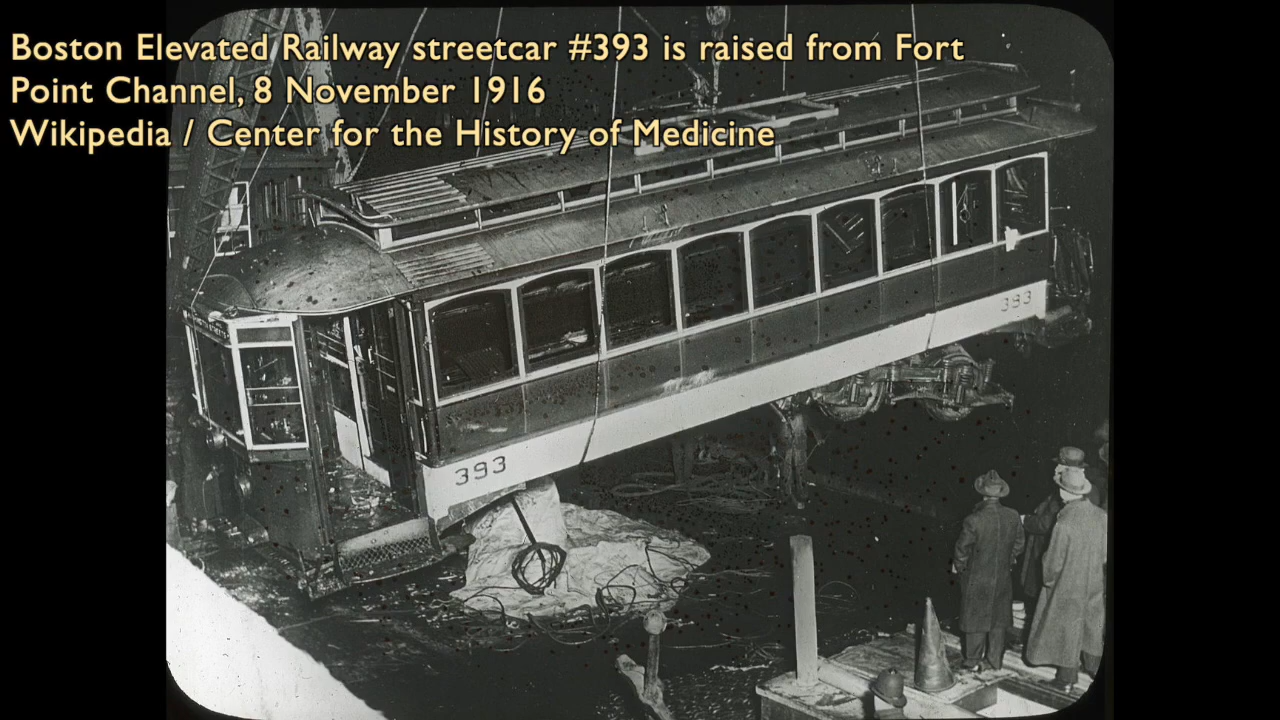 Boston Elevated Railway streetcar #393 is raised from Fort
Point Channel, 8 November 1916
Wikipedia / Center for the History of Medicine
393
393